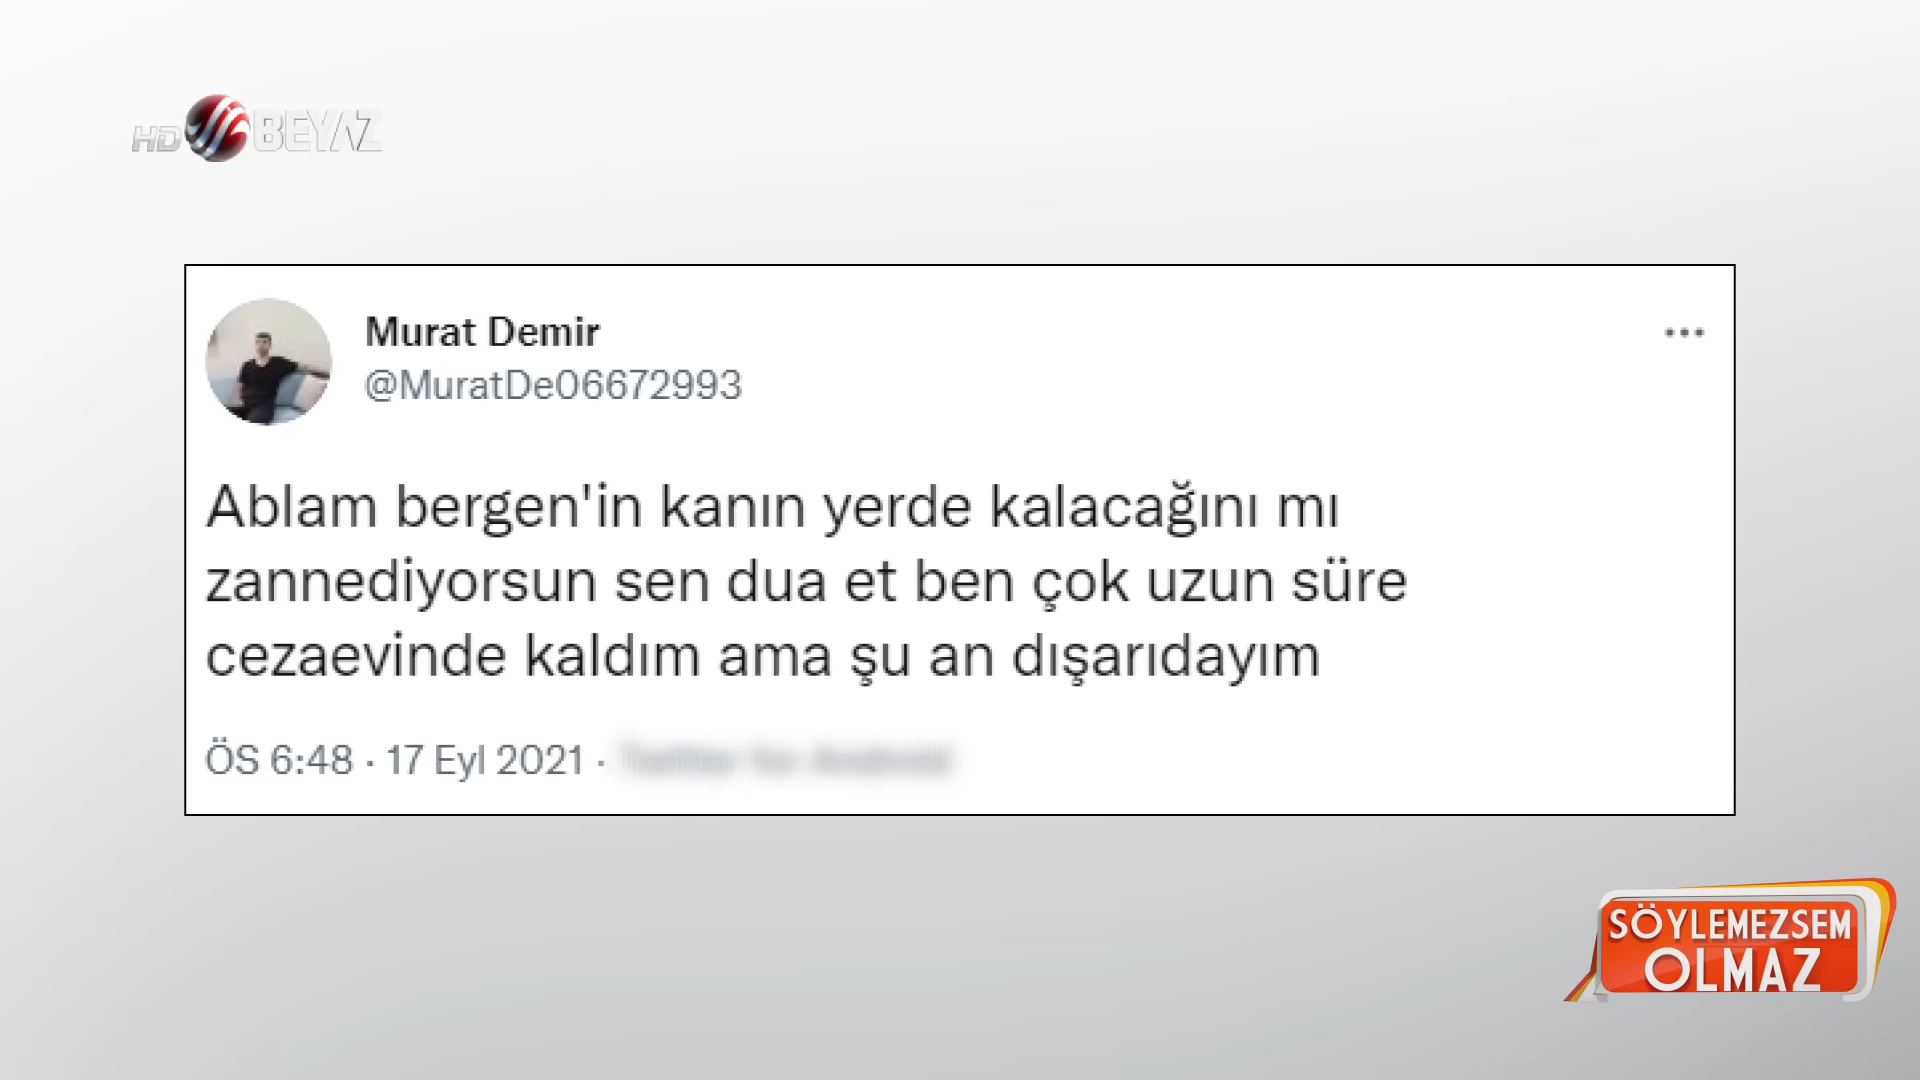 HD BEYAZ
Murat Demir
@MuratDe06672993
Ablam bergen'in kanın yerde kalacağını mı
zannediyorsun sen dua et ben çok uzun süre
cezaevinde kaldım ama şu an dışarıdayım
ÖS 6:48 · 17 Eyl 2021 ·
SÖYLEMEZSEM
OLMAZ